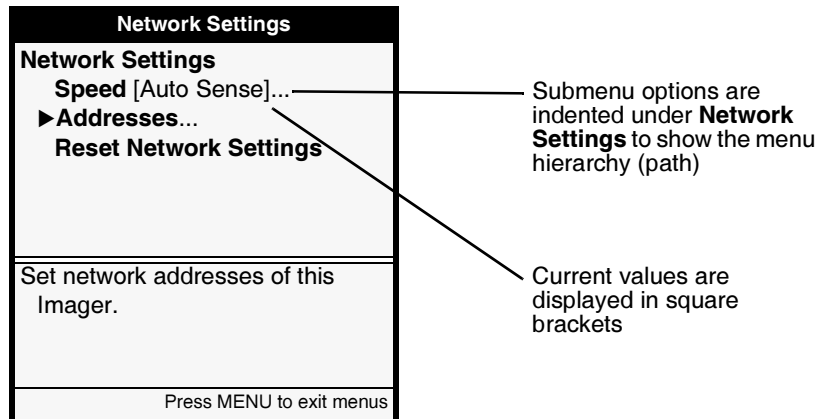 Network Settings
Network Settings
Speed [Auto Sense]...
▶Addresses...
Reset Network Settings
Set network addresses of this
Imager.
Press MENU to exit menus
Submenu options are
indented under Network
Settings to show the menu
hierarchy (path)
Current values are
displayed in square
brackets